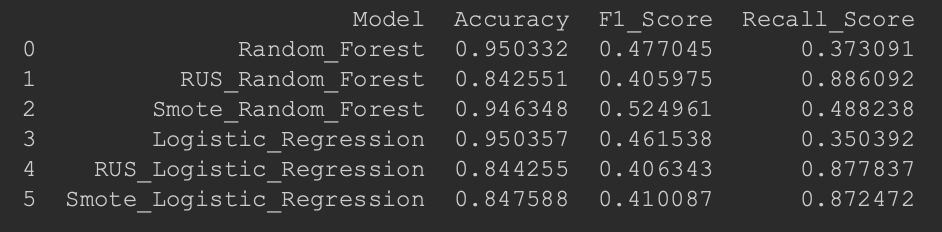 Model Accuracy F1_Score Recall_Score
0 Random_Forest 0.950332 0.477045 0.373091
1 RUS_Random_Forest 0.842551 0.405975 0.886092
2 Smote_Random_Forest 0.946348 0.524961 0.488238
3 Logistic_Regression 0.950357 0.461538 0.350392
4 RUS_Logistic_Regression 0.844255 0.406343 0.877837
5 Smote_Logistic_Regression 0.847588 0.410087 0.872472